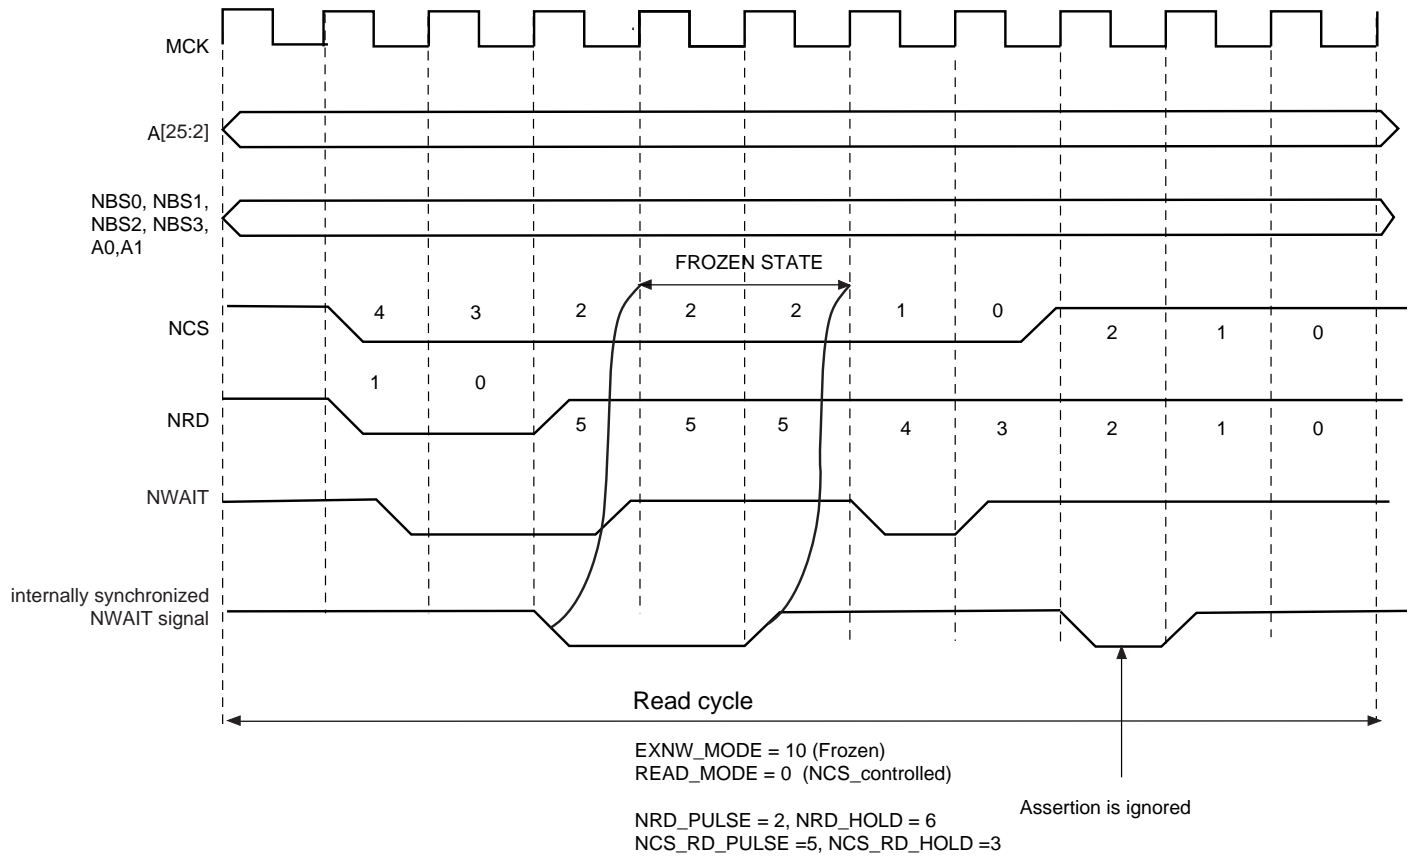 MCK
A[25:2]
NBS0, NBS1,
NBS2, NBS3,
A0,A1
FROZEN STATE
4 3 2 2 2 1 0
NCS
2 1 0
1 0
NRD
5 5 5 4 3 2 1 0
NWAIT
internally synchronized
NWAIT signal
Read cycle
EXNW_MODE = 10 (Frozen)
READ_MODE = 0 (NCS_controlled)
Assertion is ignored
NRD_PULSE = 2, NRD_HOLD = 6
NCS_RD_PULSE =5, NCS_RD_HOLD =3